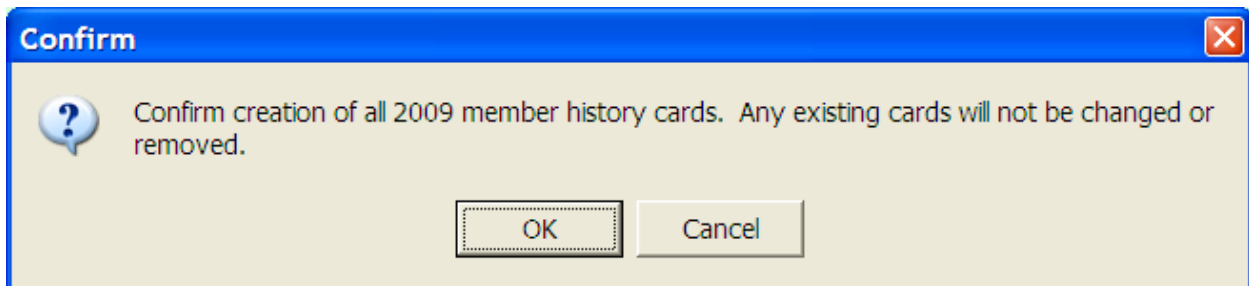 Confirm
Confirm creation of all 2009 member history cards.  Any existing cards will not be changed or
removed.
OK
Cancel